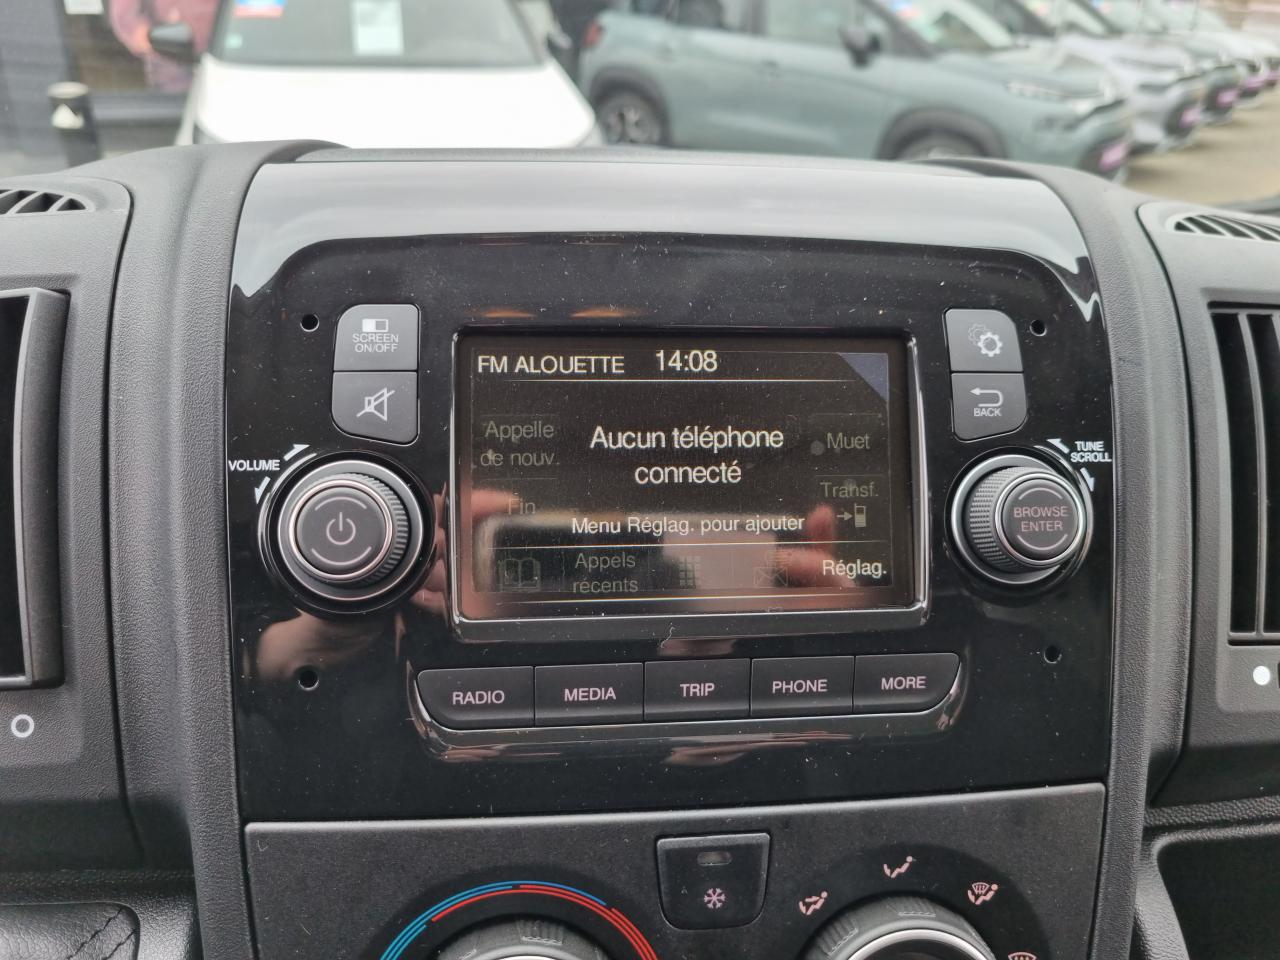 SCREEN
ON/OFF
FM ALOUETTE 14:08
Appelle
de nouv.
Aucun téléphone
connecté
Muet
Fin
Transf.
Menu Réglag. pour ajouter
Appels
récents
Réglag.
BACK
VOLUME
TUNE
SCROLL
BROWSE
ENTER
RADIO
MEDIA
TRIP
PHONE
MORE